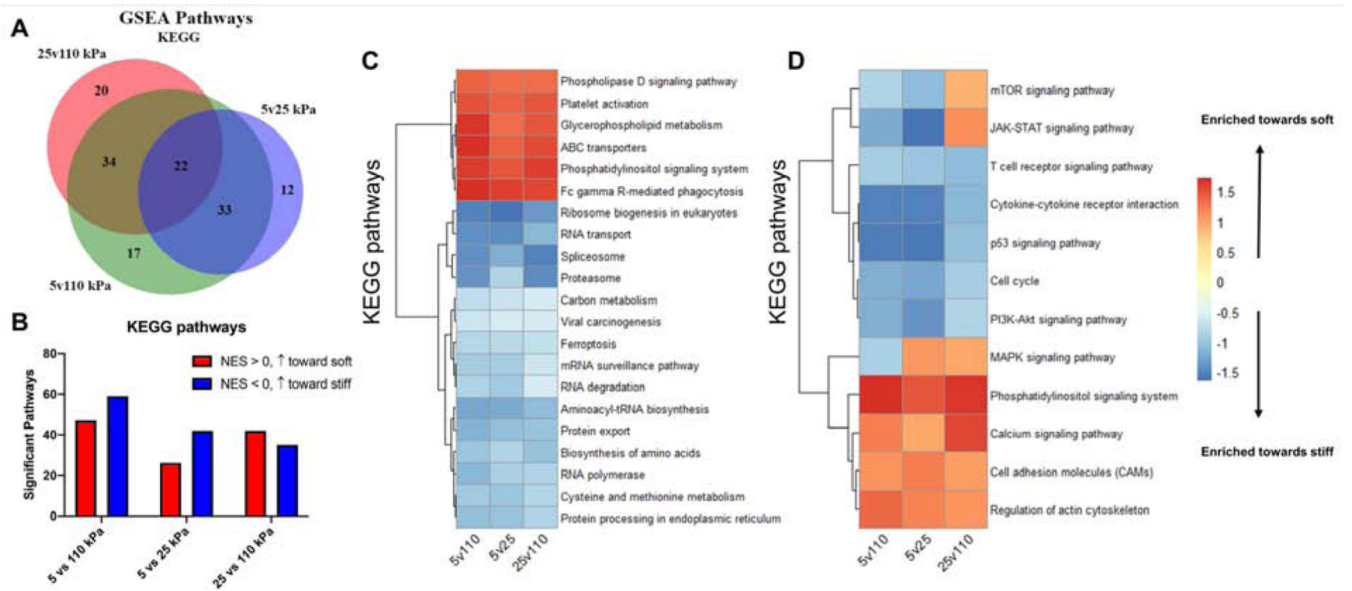 A
GSEA Pathways
KEGG
25v110 kPa
20
5v25 kPa
34
22
12
33
17
5v110 kPa
B
KEGG pathways
Significant Pathways
80
60
40
20
0
NES > 0, ↑ toward soft
NES < 0, ↑ toward stiff
5 vs 110 kPa
5 vs 25 kPa
25 vs 110 kPa
C
KEGG pathways
Phospholipase D signaling pathway
Platelet activation
Glycerophospholipid metabolism
ABC transporters
Phosphatidylinositol signaling system
Fc gamma R-mediated phagocytosis
Ribosome biogenesis in eukaryotes
RNA transport
Spliceosome
Proteasome
Carbon metabolism
Viral carcinogenesis
Ferroptosis
mRNA surveillance pathway
RNA degradation
Aminoacyl-tRNA biosynthesis
Protein export
Biosynthesis of amino acids
RNA polymerase
Cysteine and methionine metabolism
Protein processing in endoplasmic reticulum
5v110
5v25
25v110
D
KEGG pathways
mTOR signaling pathway
JAK-STAT signaling pathway
T cell receptor signaling pathway
Cytokine-cytokine receptor interaction
p53 signaling pathway
Cell cycle
PI3K-Akt signaling pathway
MAPK signaling pathway
Phosphatidylinositol signaling system
Calcium signaling pathway
Cell adhesion molecules (CAMs)
Regulation of actin cytoskeleton
5v110
5v25
25v110
Enriched towards soft
1.5
1
0.5
0
-0.5
-1
-1.5
Enriched towards stiff